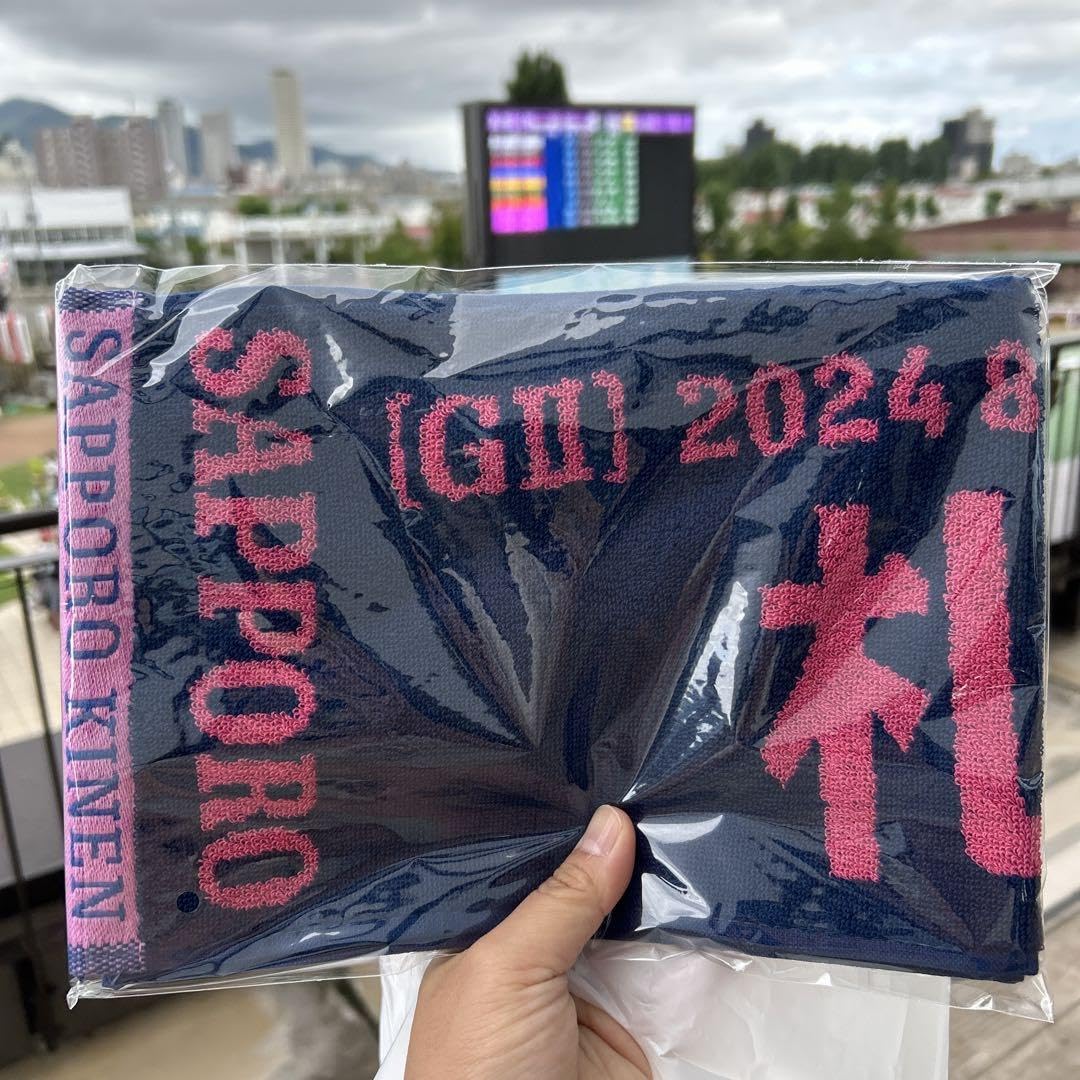 SAPPORO KINEN
SAPPORO
[GII] 2024 8
札